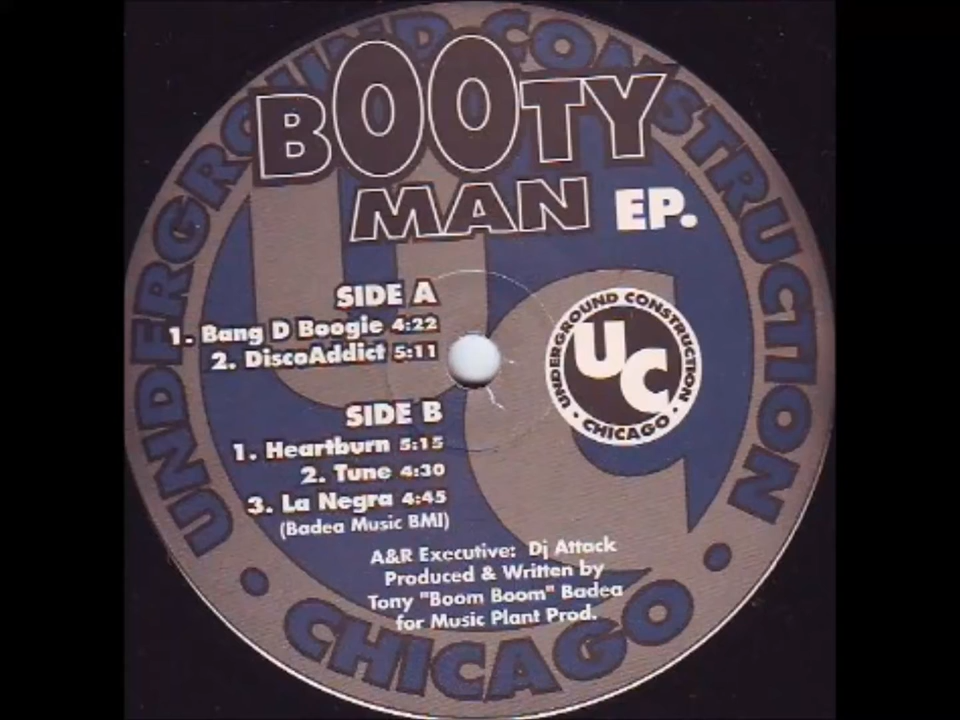 UNDERGROUND CONSTRUCTION
BOOTY
MAN EP.
SIDE A
1. Bang D Boogie 4:22
2. DiscoAddict 5:11
SIDE B
1. Heartburn 5:15
2. Tune 4:30
3. La Negra 4:45
(Badea Music BMI)
UNDERGROUND CONSTRUCTION
UC
• CHICAGO •
A&R Executive: Dj Attack
Produced & Written by
Tony "Boom Boom" Badea
for Music Plant Prod.
• CHICAGO •